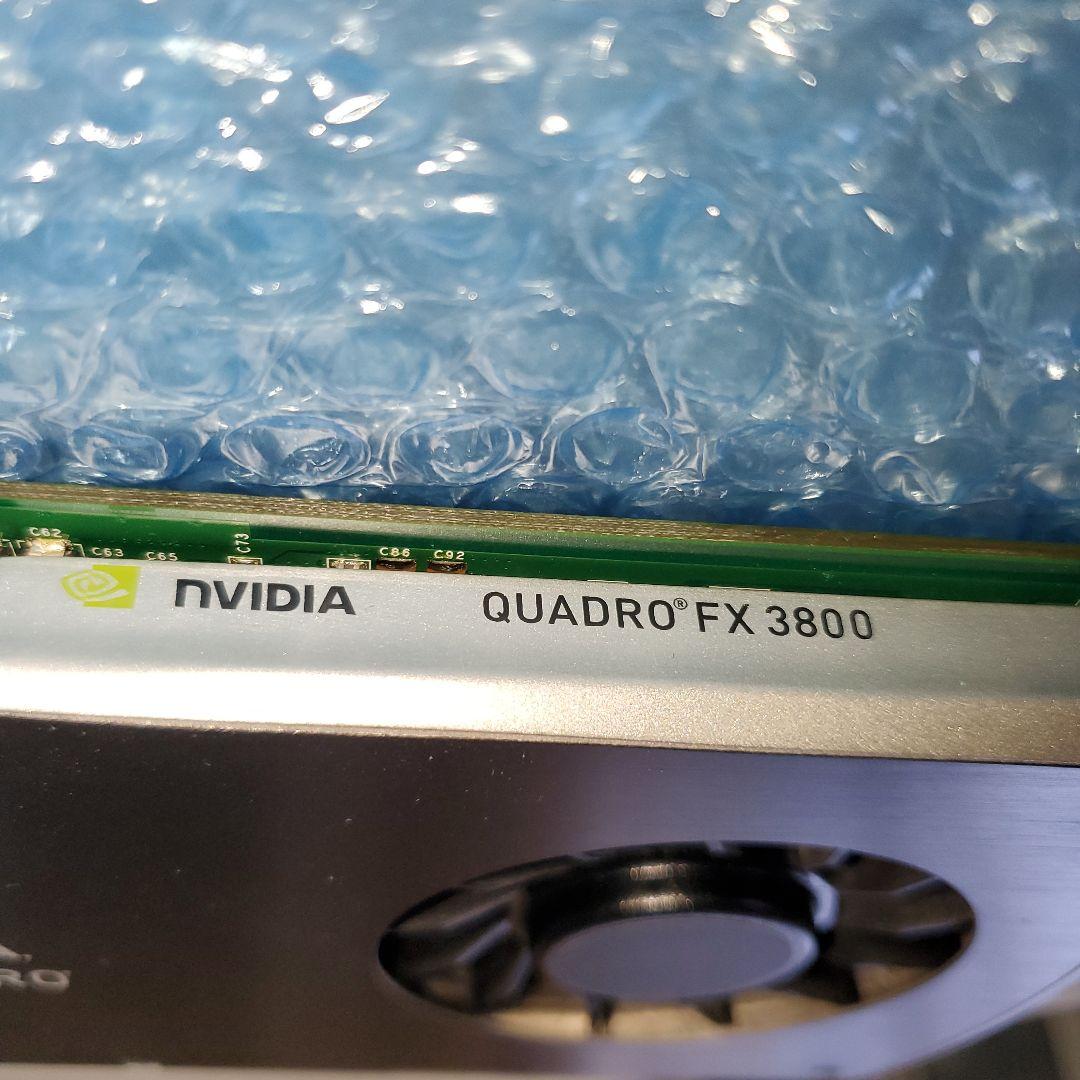 C62
C63
C65
C73
C86
C92
NVIDIA
QUADRO® FX 3800